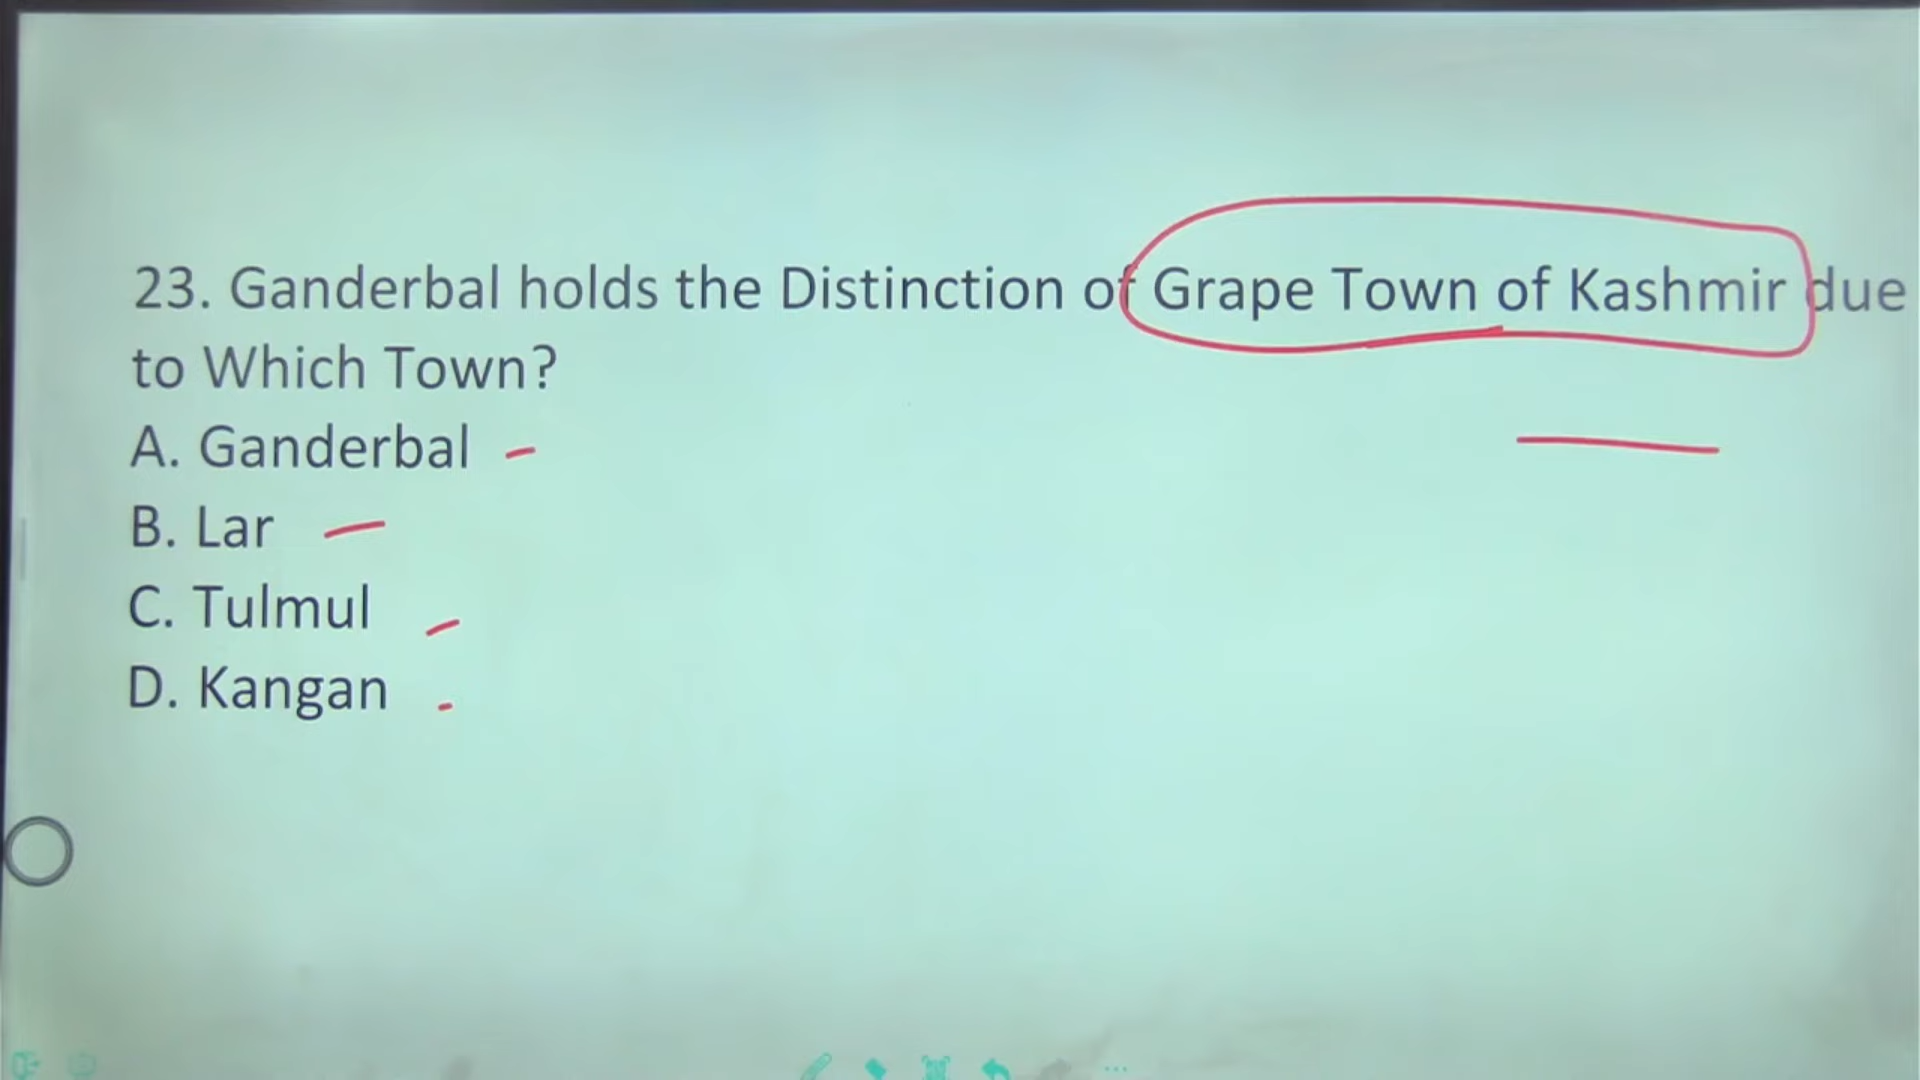 23. Ganderbal holds the Distinction of Grape Town of Kashmir due
to Which Town?
A. Ganderbal
B. Lar
C. Tulmul
D. Kangan